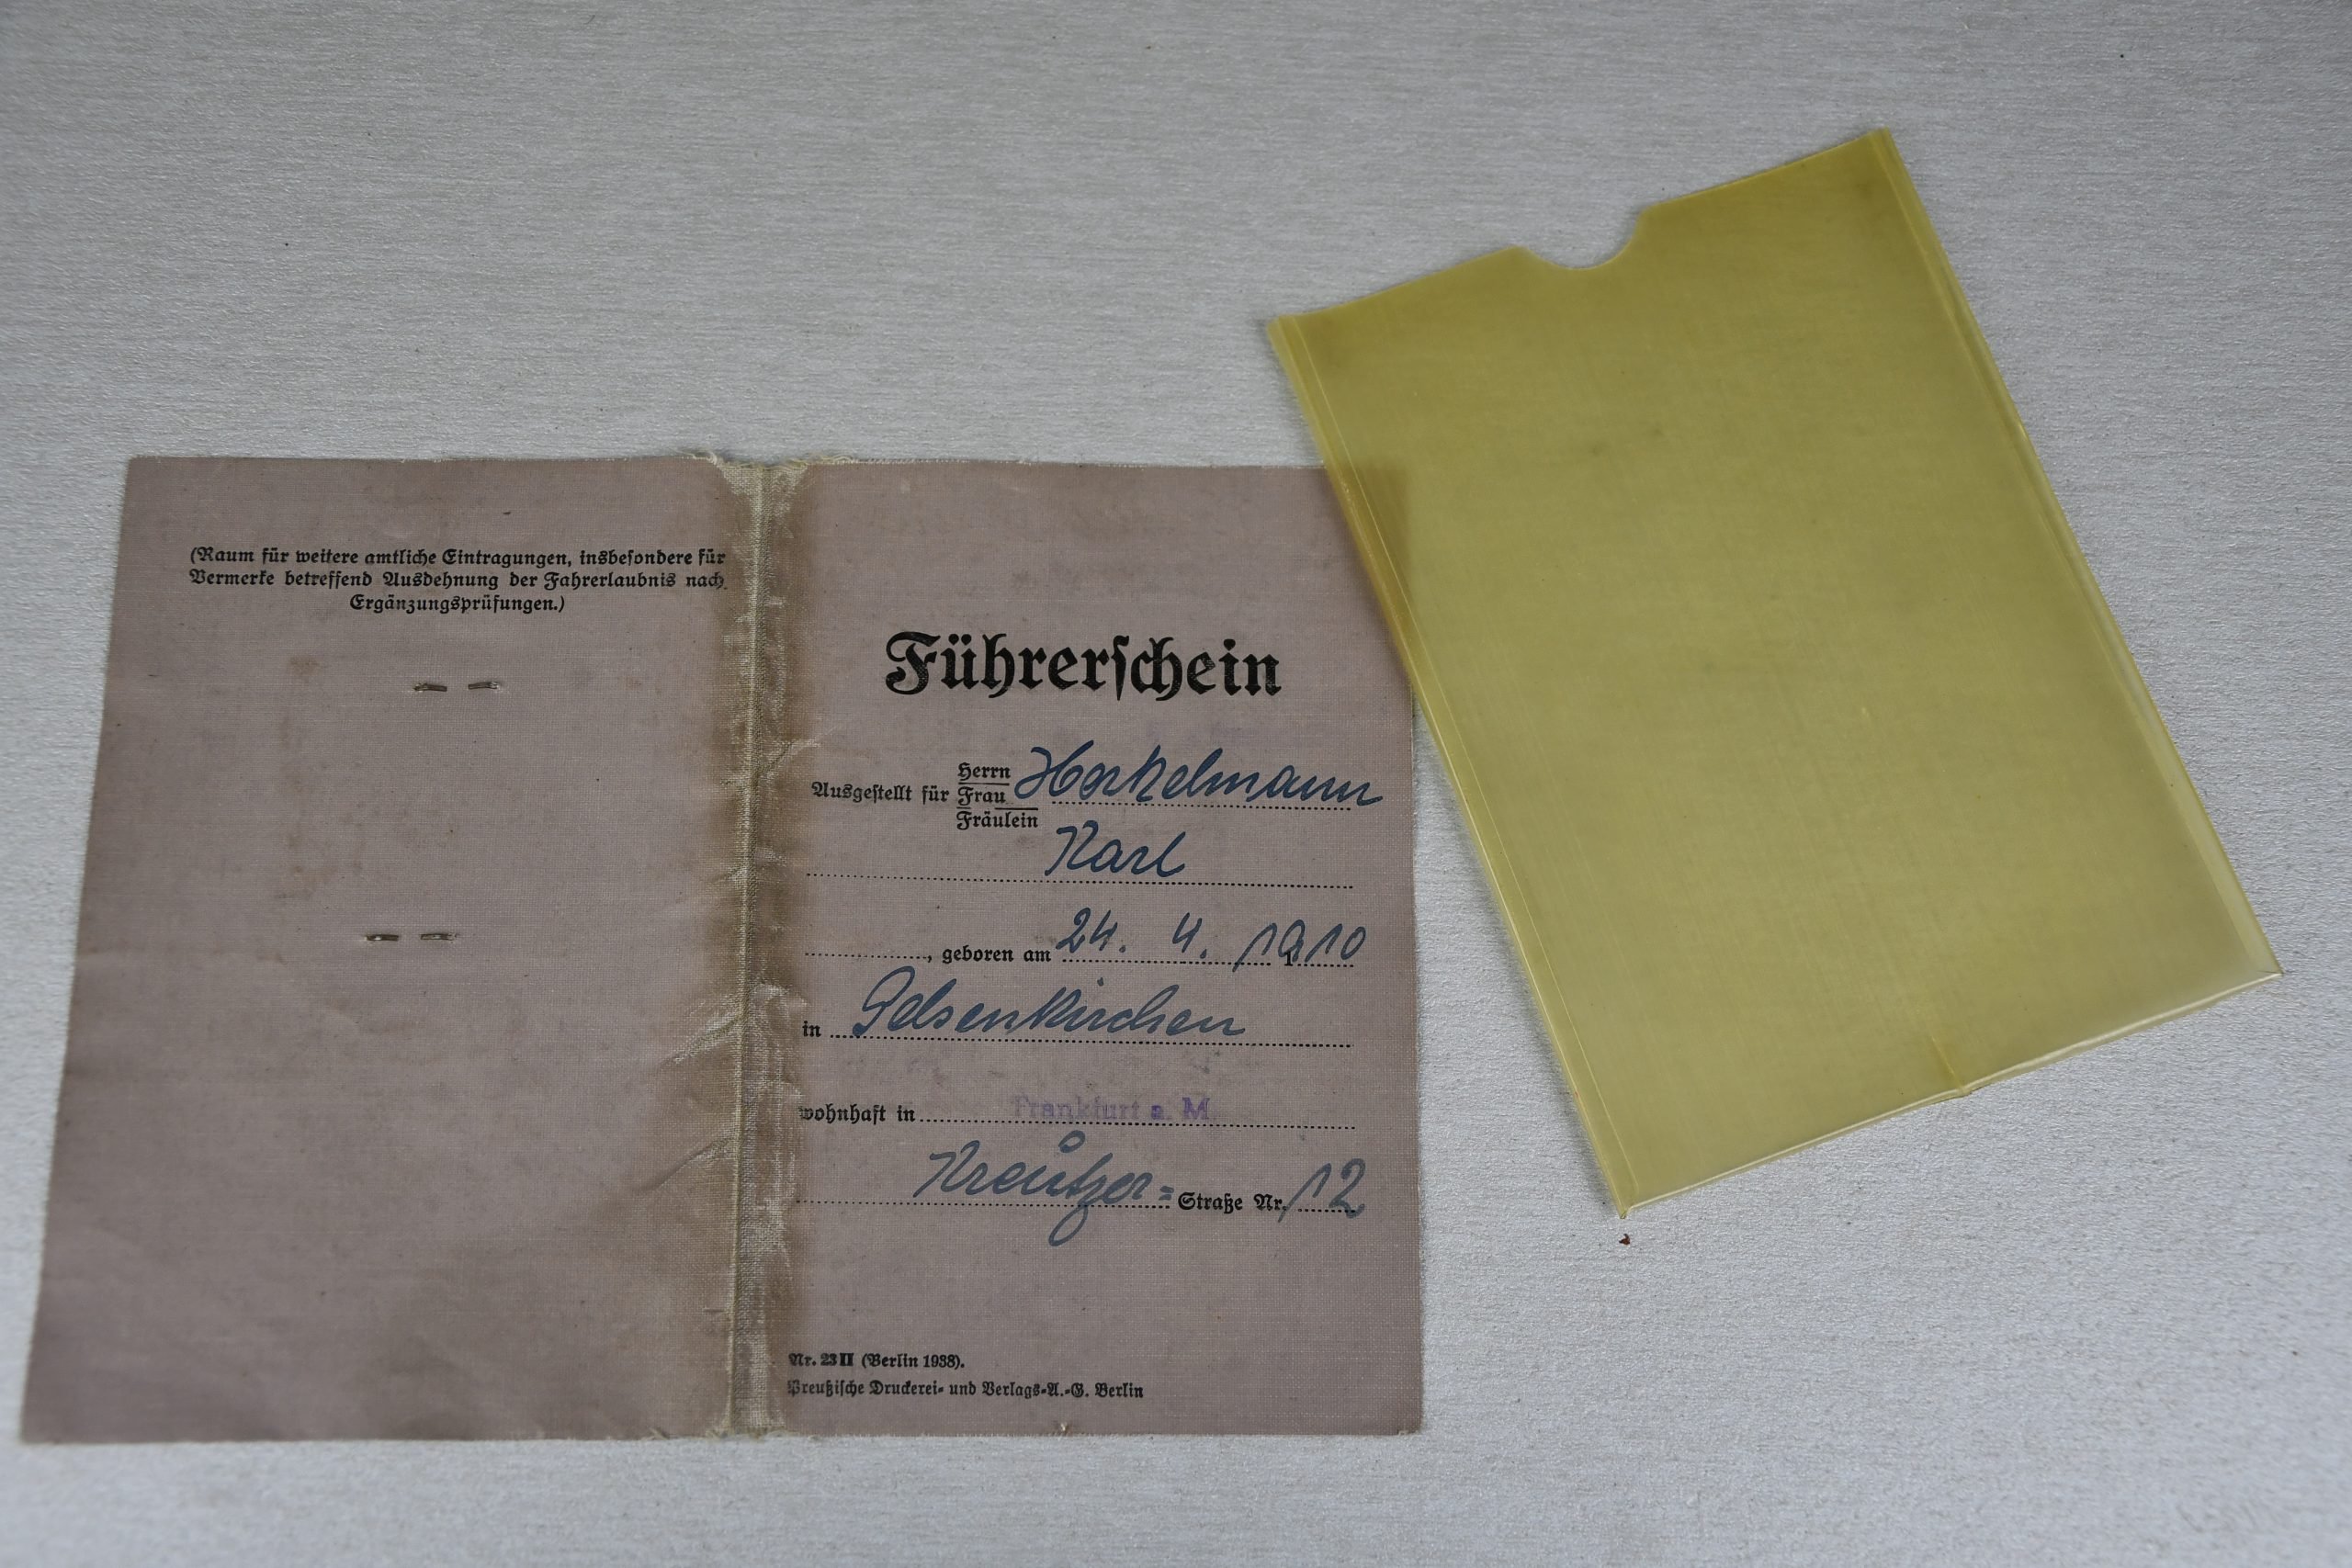 (Raum für weitere amtliche Eintragungen, insbesondere für
Vermerke betreffend Ausdehnung der Fahrerlaubnis nach
Ergänzungsprüfungen.)
Führerschein
Ausgestellt für Herrn
Frau
Fräulein
Karl
, geboren am 24. 4. 1910
in Gelsenkirchen
wohnhaft in Frankfurt a. M.
Kreutzer= Straße Nr. 12
Nr. 23 II (Berlin 1938).
Preußische Druckerei- und Verlags-A.-G. Berlin